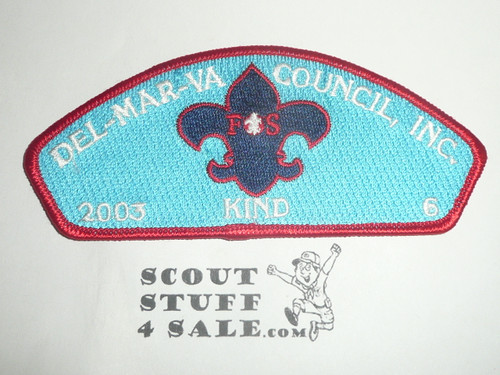 DEL-MAR-VA COUNCIL, INC.
F S
2003 KIND 6
SCOUT
STUFF
4 SALE.com